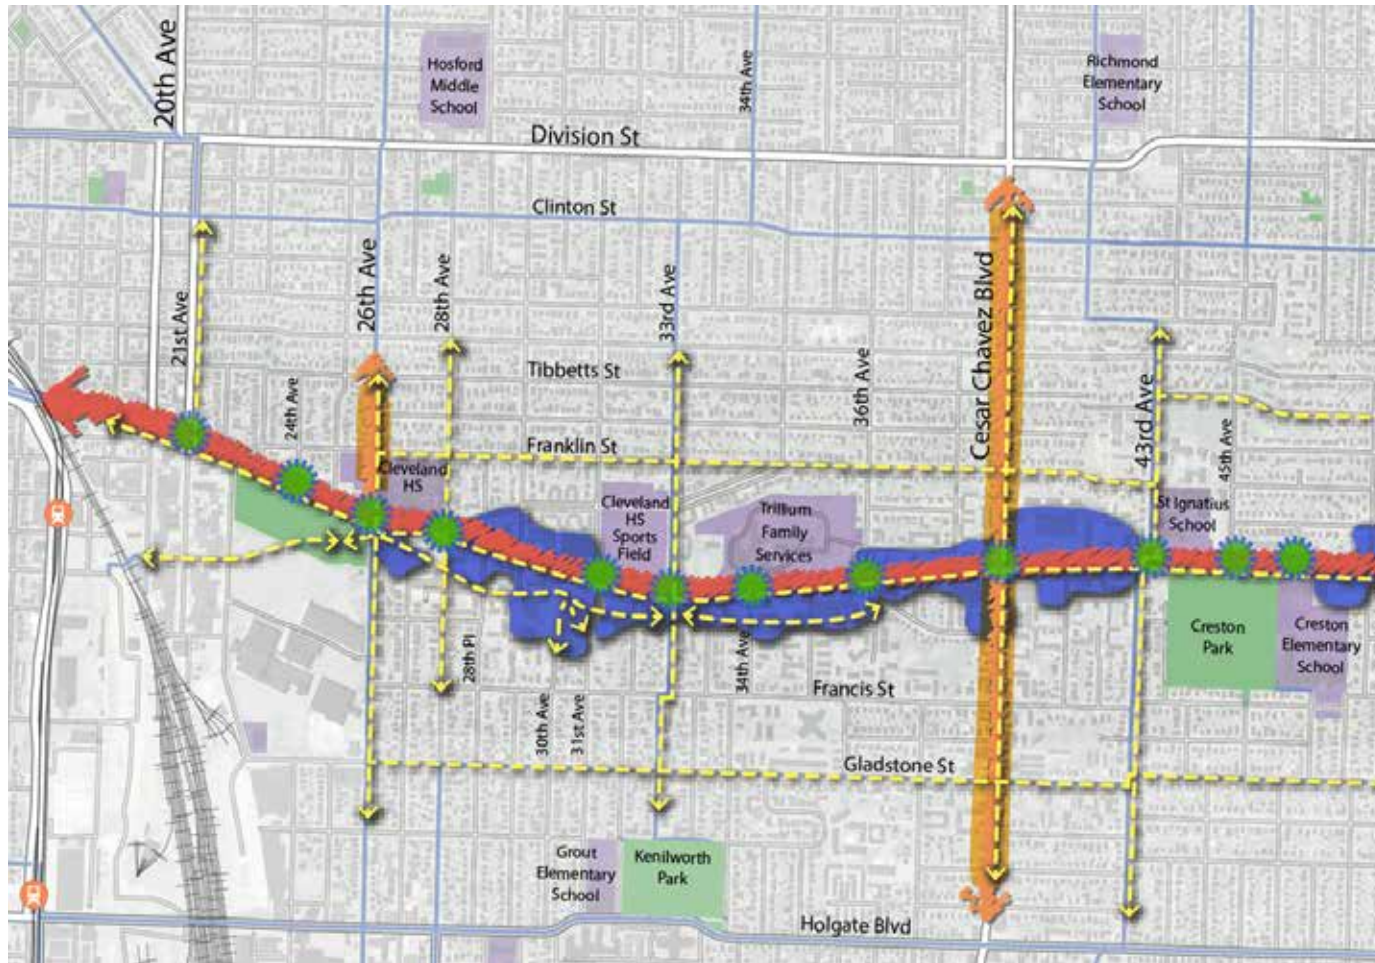 20th Ave
Hosford
Middle
School
34th Ave
Richmond
Elementary
School
Division St
Clinton St
21st Ave
26th Ave
28th Ave
33rd Ave
Cesar Chavez Blvd
Tibbetts St
24th Ave
36th Ave
43rd Ave
45th Ave
Franklin St
Cleveland
HS
Cleveland
HS
Sports
Field
Trillium
Family
Services
St Ignatius
School
28th Pl
30th Ave
31st Ave
34th Ave
Francis St
Creston
Park
Creston
Elementary
School
Gladstone St
Grout
Elementary
School
Kenilworth
Park
Holgate Blvd